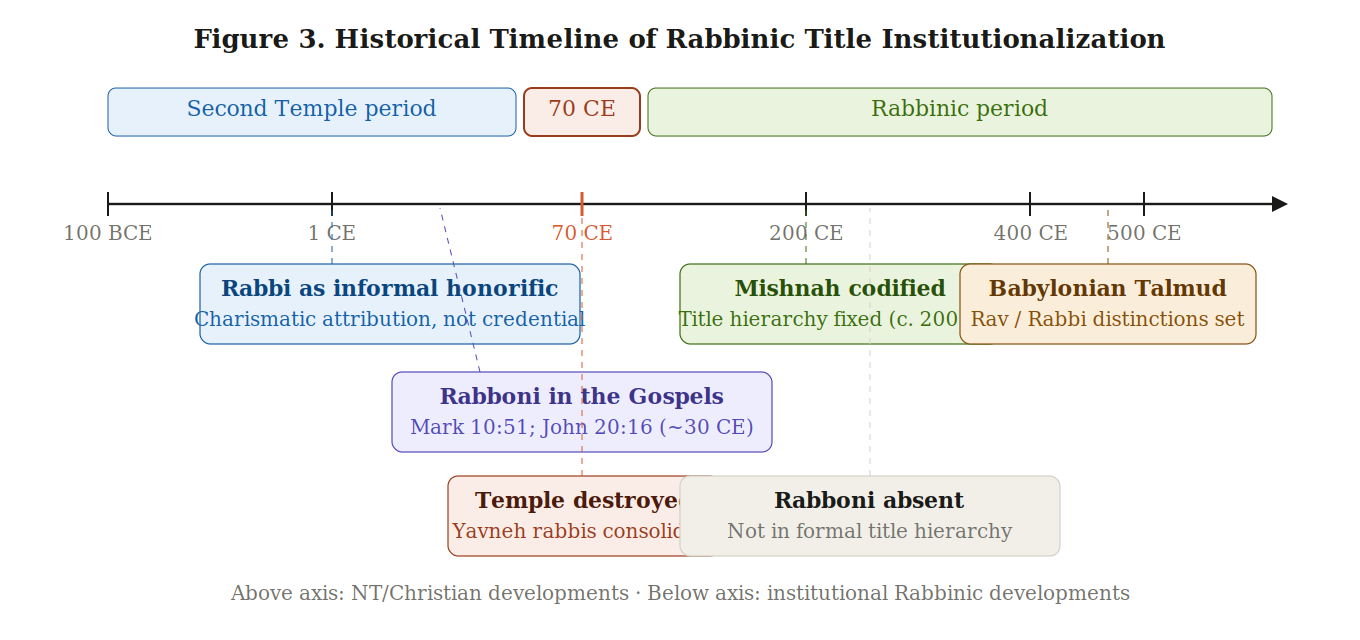 Figure 3. Historical Timeline of Rabbinic Title Institutionalization
Second Temple period
70 CE
Rabbinic period
100 BCE
1 CE
70 CE
200 CE
400 CE
500 CE
Rabbi as informal honorific
Charismatic attribution, not credential
Mishnah codified
Title hierarchy fixed (c. 200
Babylonian Talmud
Rav / Rabbi distinctions set
Rabboni in the Gospels
Mark 10:51; John 20:16 (~30 CE)
Temple
Yavneh rabbis
Rabboni absent
Not in formal title hierarchy
Above axis: NT/Christian developments · Below axis: institutional Rabbinic developments